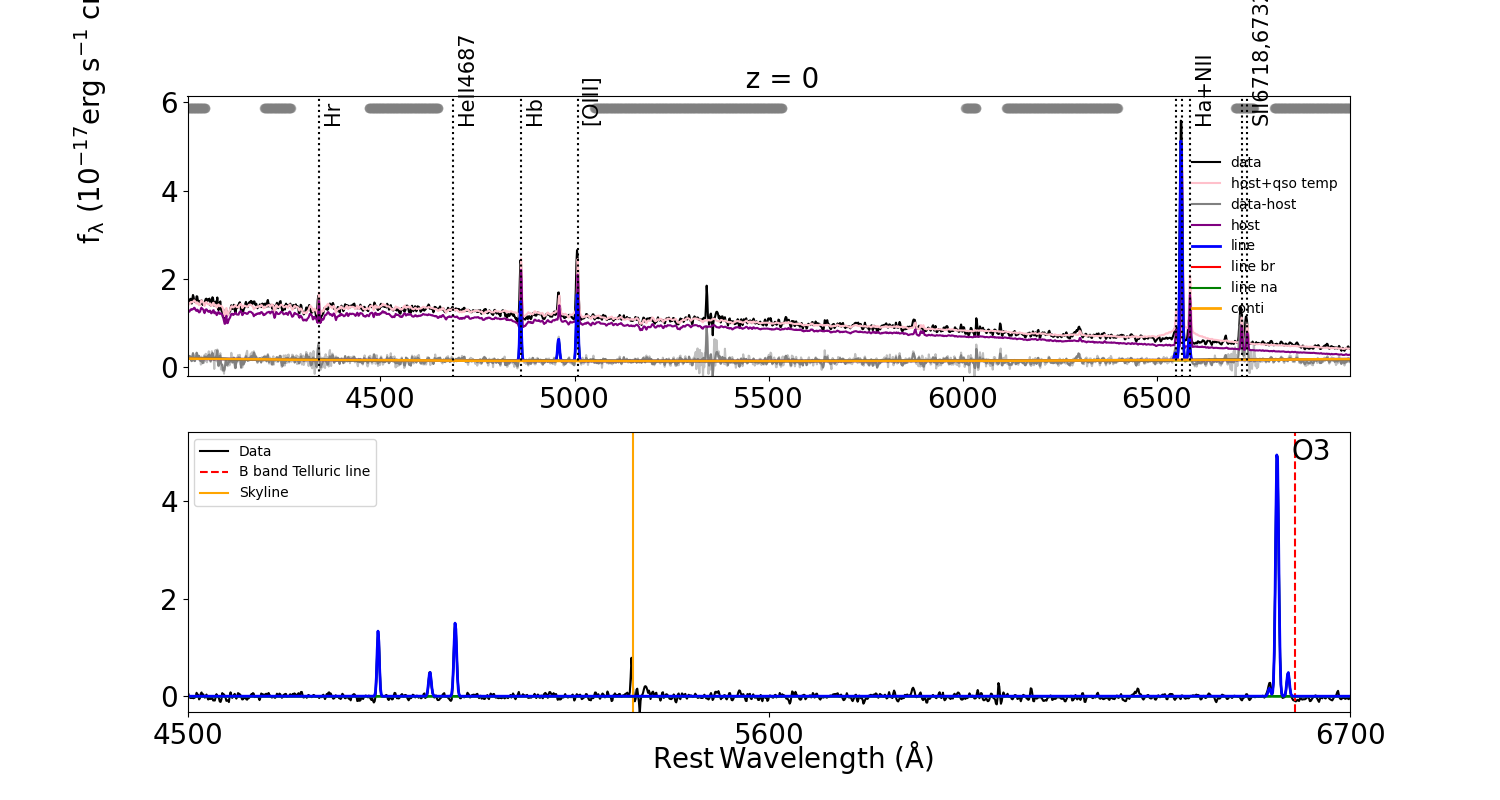 z = 0
f_λ (10^−17 erg s^−1 c
Hr
HeII4687
Hb
[OIII]
Ha+NII
SII6718,6732
6
4
2
0
data
host+qso temp
data-host
host
line
line br
line na
conti
4500 5000 5500 6000 6500
Data
B band Telluric line
Skyline
O3
4
2
0
4500 5600 6700
Rest Wavelength (Å)